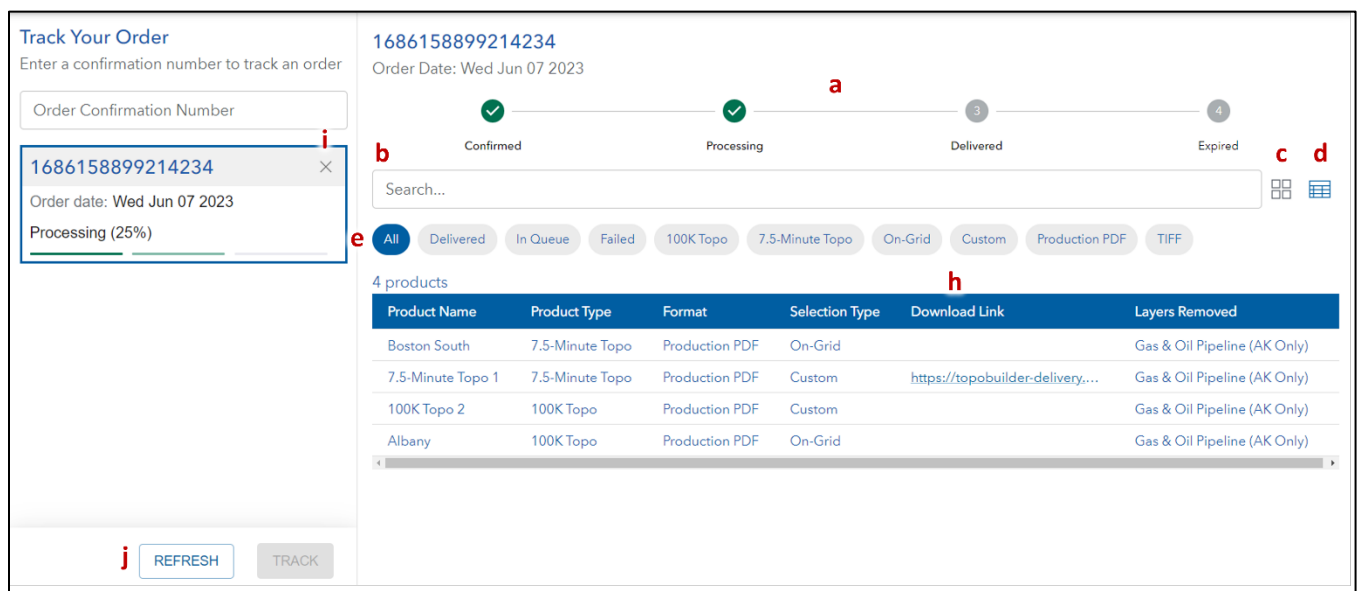 Track Your Order
Enter a confirmation number to track an order
Order Confirmation Number
i
1686158899214234 ×
Order date: Wed Jun 07 2023
Processing (25%)
j REFRESH TRACK
1686158899214234
Order Date: Wed Jun 07 2023
a
3 4
Confirmed Processing Delivered Expired
b c d
Search...
e All Delivered In Queue Failed 100K Topo 7.5-Minute Topo On-Grid Custom Production PDF TIFF
4 products
h
Product Name Product Type Format Selection Type Download Link Layers Removed
Boston South 7.5-Minute Topo Production PDF On-Grid Gas & Oil Pipeline (AK Only)
7.5-Minute Topo 1 7.5-Minute Topo Production PDF Custom https://topobuilder-delivery.... Gas & Oil Pipeline (AK Only)
100K Topo 2 100K Topo Production PDF Custom Gas & Oil Pipeline (AK Only)
Albany 100K Topo Production PDF On-Grid Gas & Oil Pipeline (AK Only)